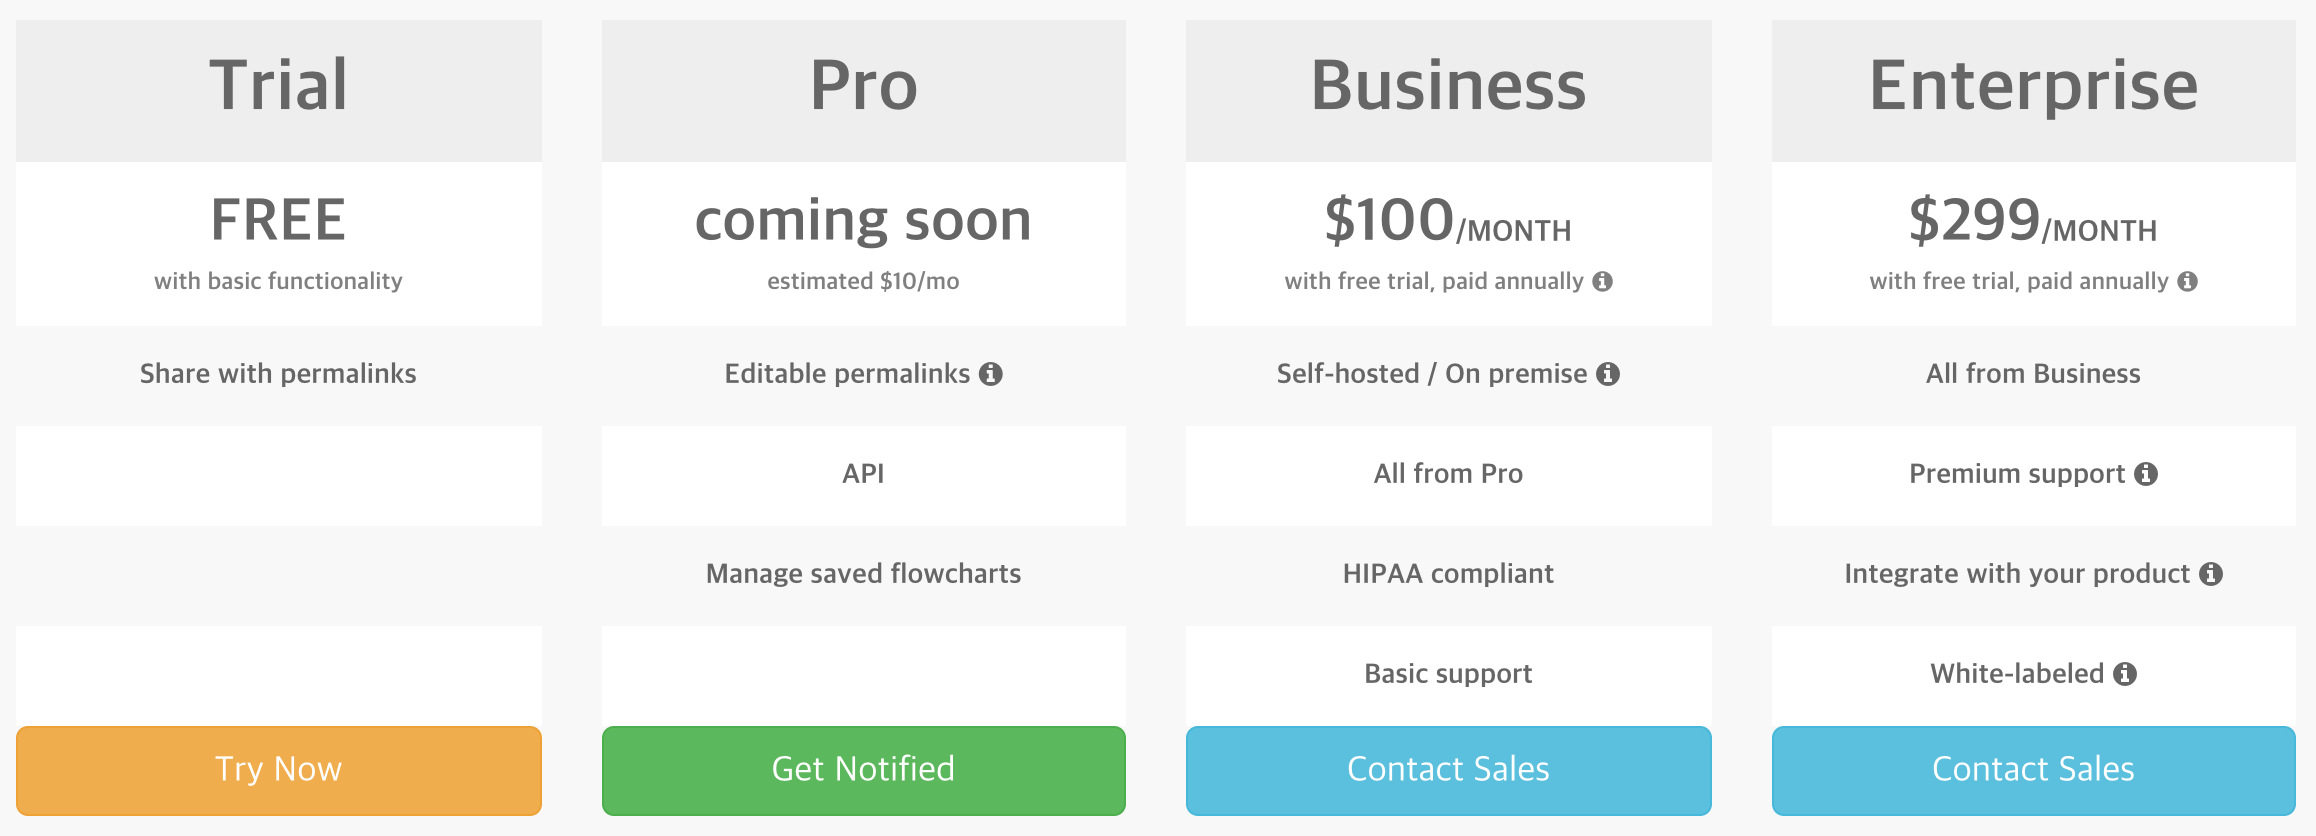 Trial
FREE
with basic functionality
Share with permalinks
Try Now
Pro
coming soon
estimated $10/mo
Editable permalinks
API
Manage saved flowcharts
Get Notified
Business
$100/MONTH
with free trial, paid annually
Self-hosted / On premise
All from Pro
HIPAA compliant
Basic support
Contact Sales
Enterprise
$299/MONTH
with free trial, paid annually
All from Business
Premium support
Integrate with your product
White-labeled
Contact Sales